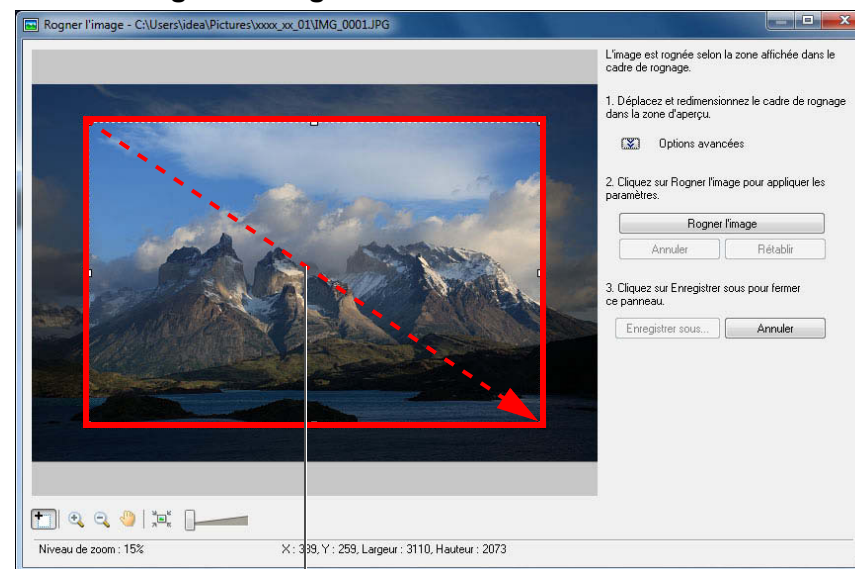 Rogner l'image - C:\Users\idea\Pictures\xxxx_xx_01\IMG_0001.JPG
L'image est rognée selon la zone affichée dans le
cadre de rognage.
1. Déplacez et redimensionnez le cadre de rognage
dans la zone d'aperçu.
Options avancées
2. Cliquez sur Rogner l'image pour appliquer les
paramètres.
Rogner l'image
Annuler
Rétablir
3. Cliquez sur Enregistrer sous pour fermer
ce panneau.
Enregistrer sous...
Annuler
Niveau de zoom : 15%
X : 339, Y : 259, Largeur : 3110, Hauteur : 2073